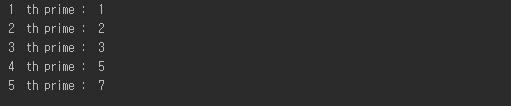 1 th prime : 1
2 th prime : 2
3 th prime : 3
4 th prime : 5
5 th prime : 7